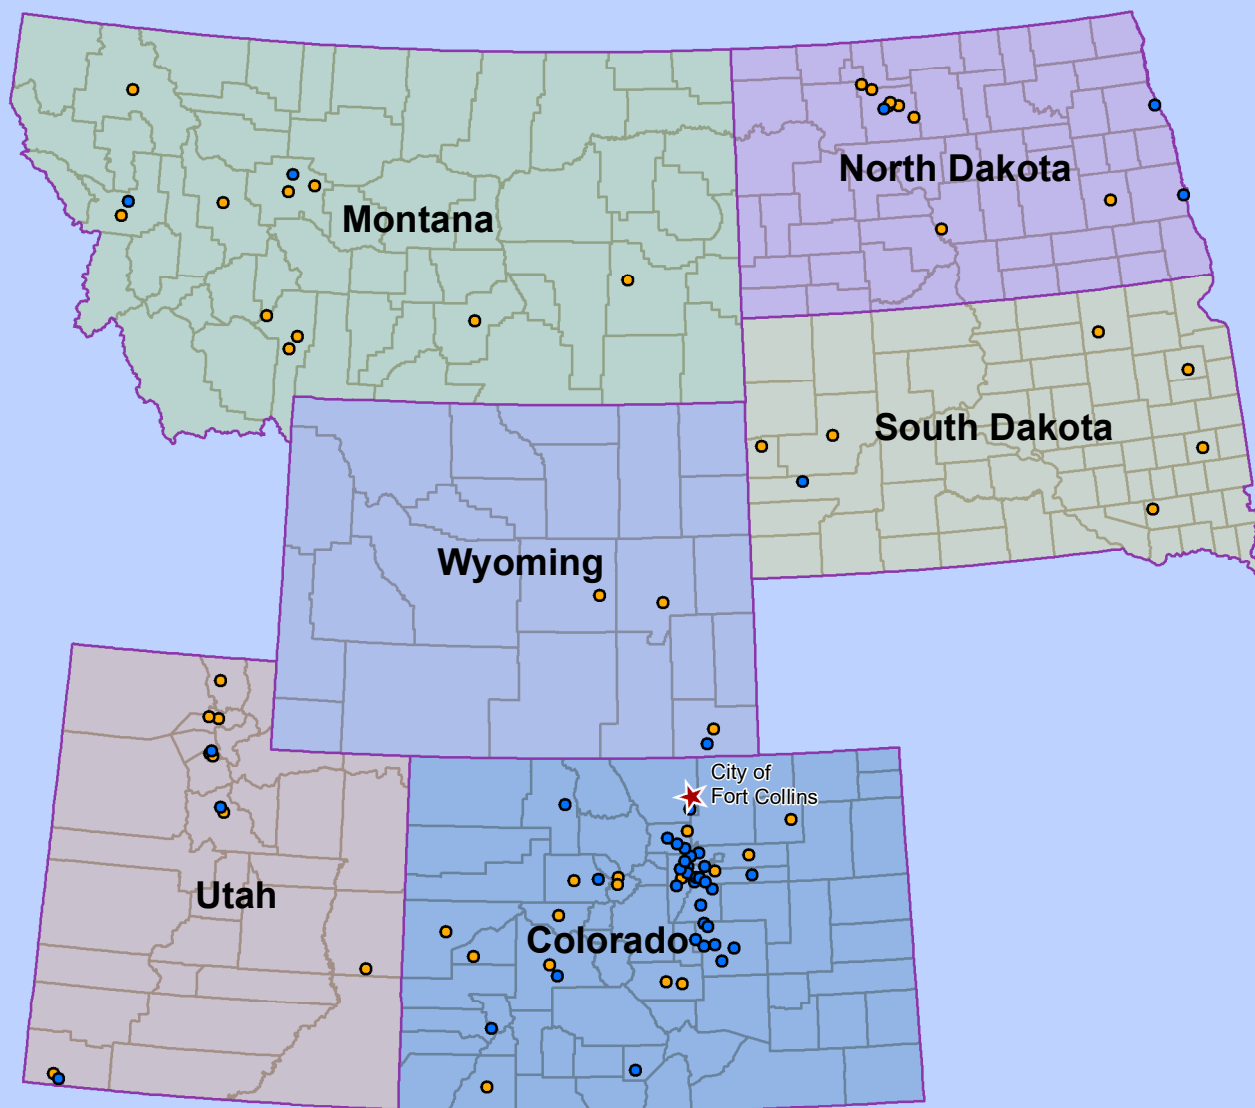 North Dakota
Montana
South Dakota
Wyoming
City of
Fort Collins
Utah
Colorado